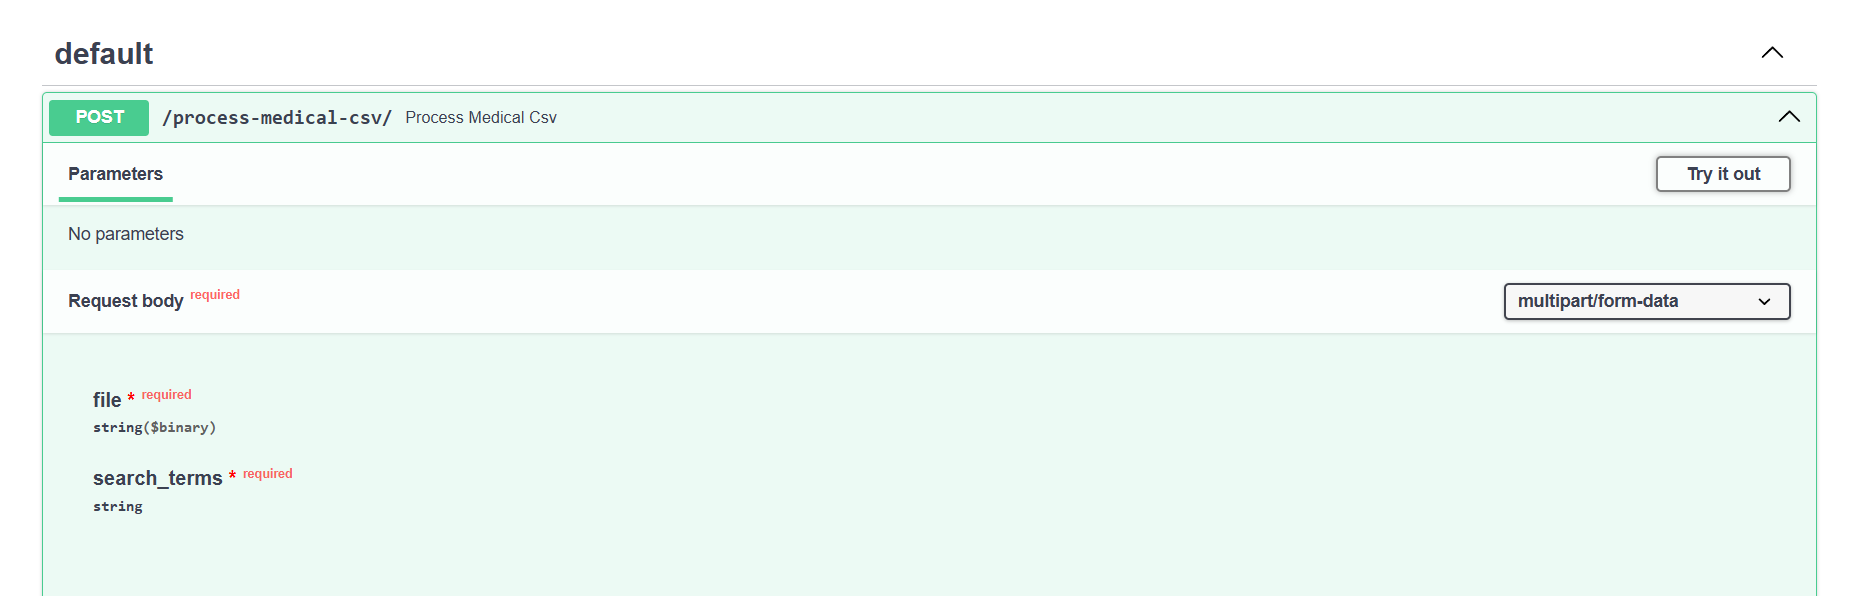 default
POST /process-medical-csv/ Process Medical Csv
Parameters Try it out
No parameters
Request body required multipart/form-data
file * required
string($binary)
search_terms * required
string